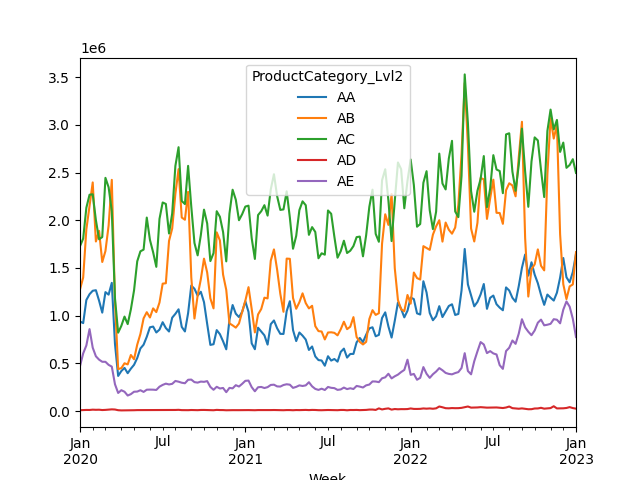 1e6
3.5
3.0
2.5
2.0
1.5
1.0
0.5
0.0
ProductCategory_Lvl2
AA
AB
AC
AD
AE
Jan Jul Jan Jul Jan Jul Jan
2020 2021 2022 2023
Week